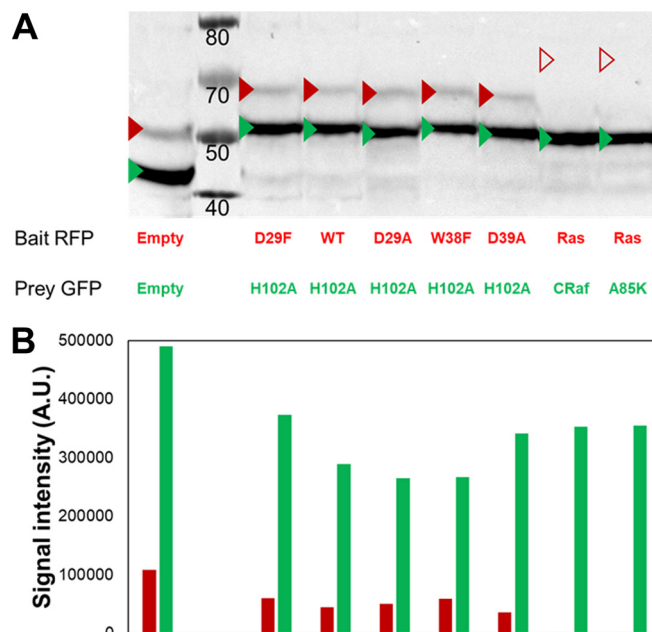 A
80
70
50
40
Bait RFP Empty D29F WT D29A W38F D39A Ras Ras
Prey GFP Empty H102A H102A H102A H102A H102A CRaf A85K
B
Signal intensity (A.U.)
500000
400000
300000
200000
100000
0